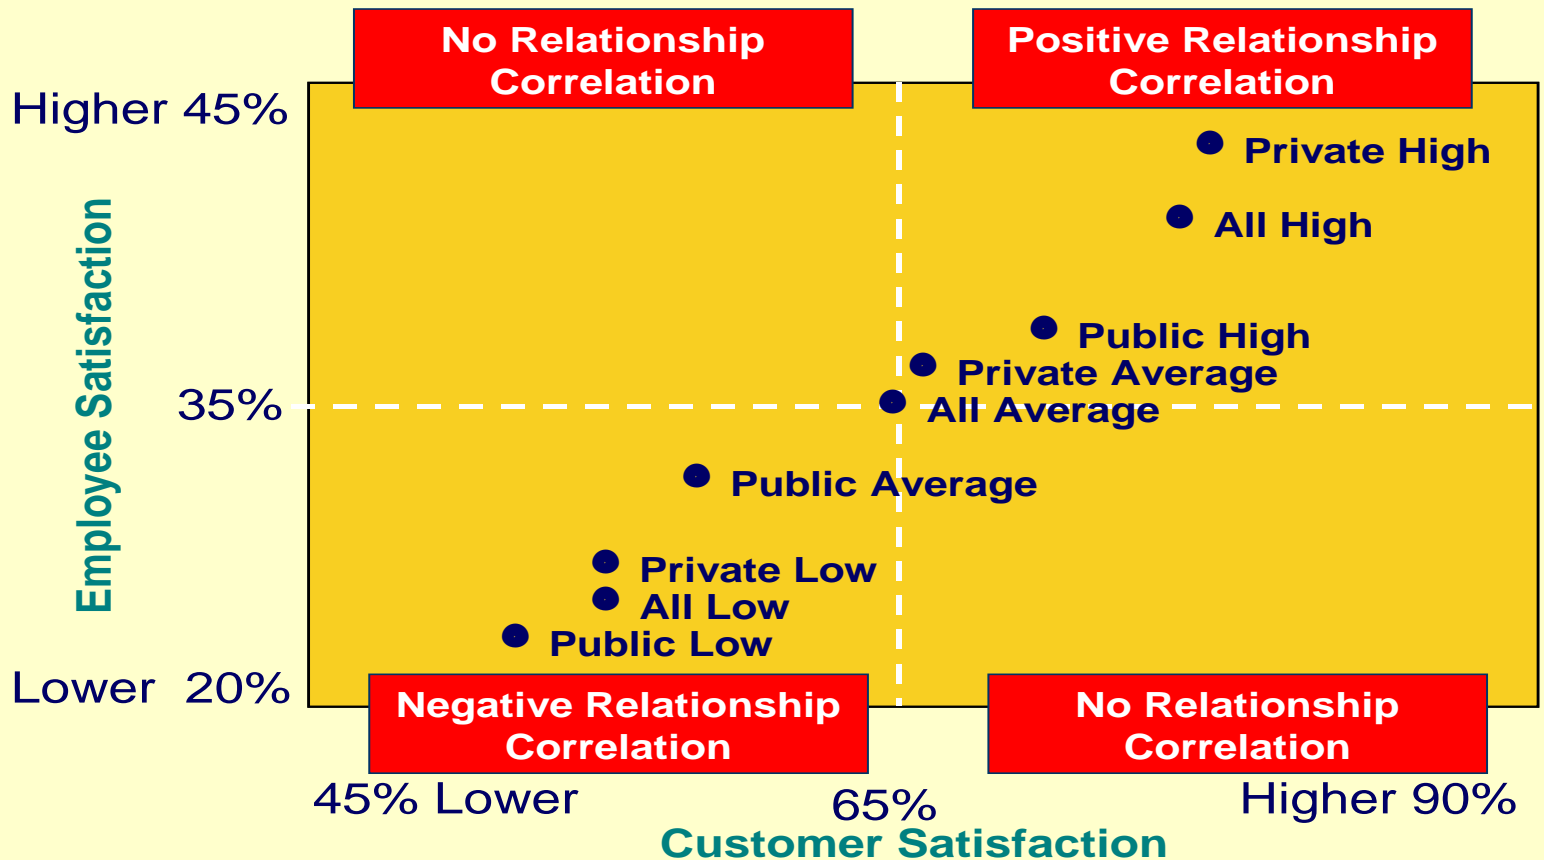 No Relationship
Correlation
Positive Relationship
Correlation
Higher 45%
Private High
All High
Employee Satisfaction
Public High
Private Average
35%
All Average
Public Average
Private Low
All Low
Public Low
Lower 20%
Negative Relationship
Correlation
No Relationship
Correlation
45% Lower
65%
Higher 90%
Customer Satisfaction